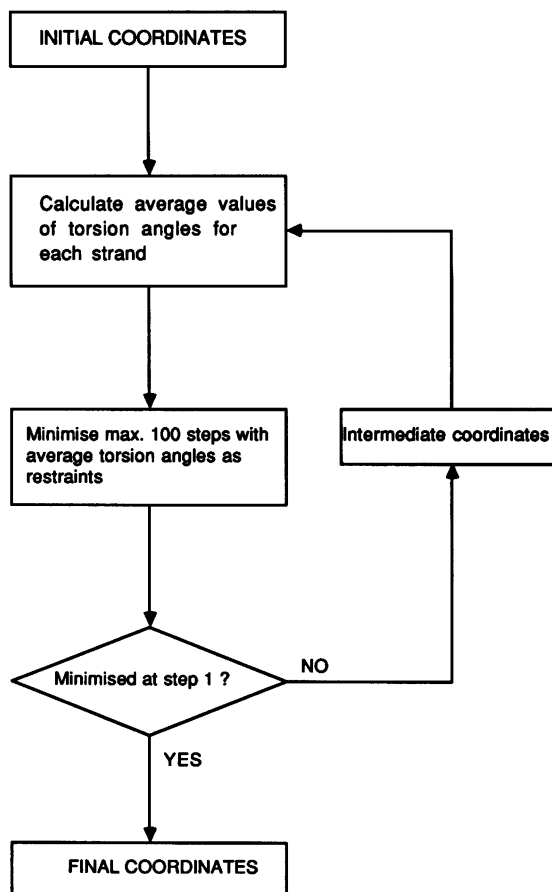 INITIAL COORDINATES
Calculate average values
of torsion angles for
each strand
Minimise max. 100 steps with
average torsion angles as
restraints
Intermediate coordinates
Minimised at step 1 ?
NO
YES
FINAL COORDINATES